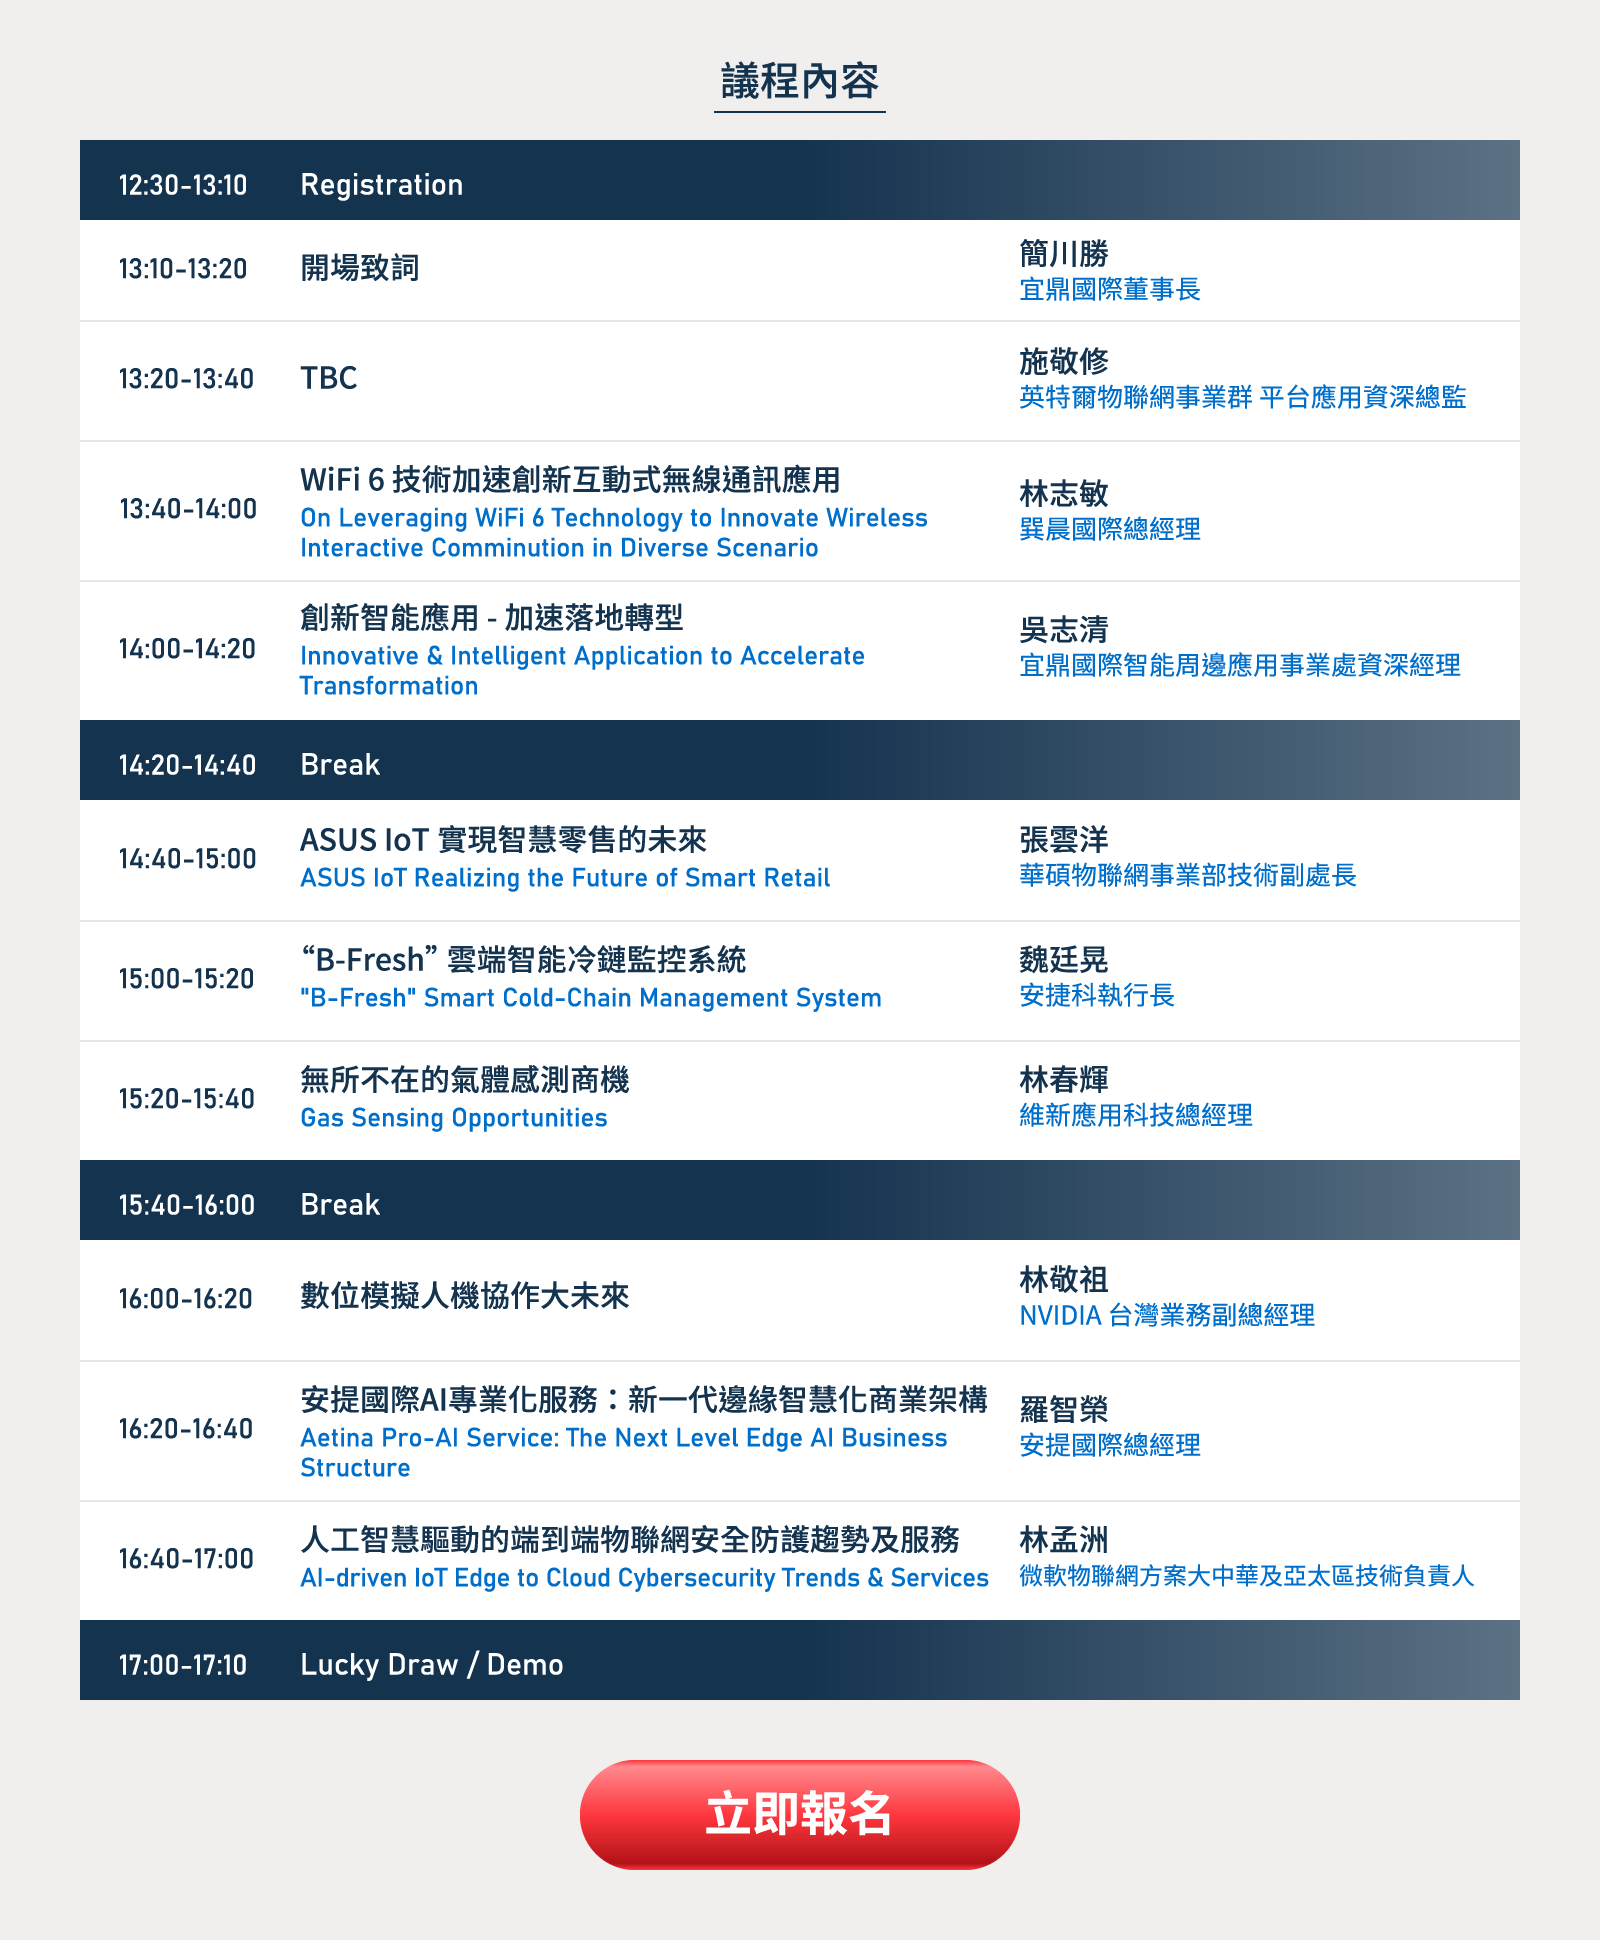 議程內容
12:30-13:10 Registration
13:10-13:20 開場致詞 簡川勝
宜鼎國際董事長
13:20-13:40 TBC 施敬修
英特爾物聯網事業群 平台應用資深總監
13:40-14:00 WiFi 6 技術加速創新互動式無線通訊應用
On Leveraging WiFi 6 Technology to Innovate Wireless
Interactive Comminution in Diverse Scenario
林志敏
巽晨國際總經理
14:00-14:20 創新智能應用 - 加速落地轉型
Innovative & Intelligent Application to Accelerate
Transformation
吳志清
宜鼎國際智能周邊應用事業處資深經理
14:20-14:40 Break
14:40-15:00 ASUS IoT 實現智慧零售的未來
ASUS IoT Realizing the Future of Smart Retail
張雲洋
華碩物聯網事業部技術副處長
15:00-15:20 “B-Fresh” 雲端智能冷鏈監控系統
"B-Fresh" Smart Cold-Chain Management System
魏廷晃
安捷科執行長
15:20-15:40 無所不在的氣體感測商機
Gas Sensing Opportunities
林春輝
維新應用科技總經理
15:40-16:00 Break
16:00-16:20 數位模擬人機協作大未來
林敬祖
NVIDIA 台灣業務副總經理
16:20-16:40 安提國際AI專業化服務：新一代邊緣智慧化商業架構
Aetina Pro-AI Service: The Next Level Edge AI Business
Structure
羅智榮
安提國際總經理
16:40-17:00 人工智慧驅動的端到端物聯網安全防護趨勢及服務
AI-driven IoT Edge to Cloud Cybersecurity Trends & Services
林孟洲
微軟物聯網方案大中華及亞太區技術負責人
17:00-17:10 Lucky Draw / Demo
立即報名